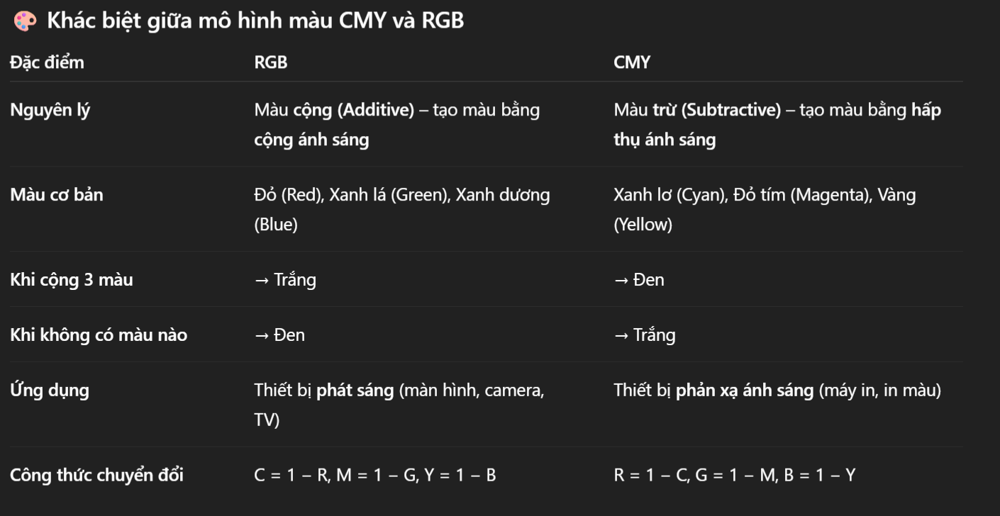 Khác biệt giữa mô hình màu CMY và RGB
Đặc điểm RGB CMY
Nguyên lý Màu cộng (Additive) – tạo màu bằng Màu trừ (Subtractive) – tạo màu bằng hấp
cộng ánh sáng thụ ánh sáng
Màu cơ bản Đỏ (Red), Xanh lá (Green), Xanh dương Xanh lơ (Cyan), Đỏ tím (Magenta), Vàng
(Blue) (Yellow)
Khi cộng 3 màu → Trắng → Đen
Khi không có màu nào → Đen → Trắng
Ứng dụng Thiết bị phát sáng (màn hình, camera, Thiết bị phản xạ ánh sáng (máy in, in màu)
TV)
Công thức chuyển đổi C = 1 – R, M = 1 – G, Y = 1 – B R = 1 – C, G = 1 – M, B = 1 – Y